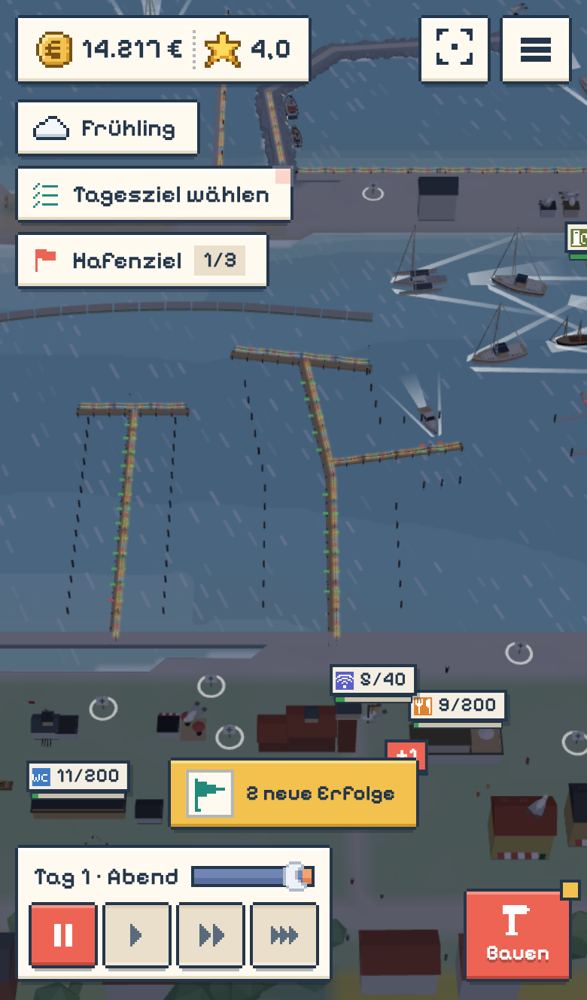 14.817 € 4,0
Frühling
Tagesziel wählen
Hafenziel 1/3
8/40
9/200
+1
WC 11/200
2 neue Erfolge
Tag 1 · Abend
Bauen